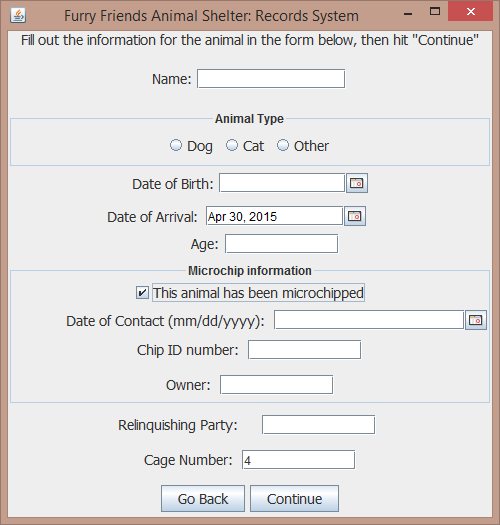 Furry Friends Animal Shelter: Records System
Fill out the information for the animal in the form below, then hit "Continue"
Name:
Animal Type
Dog Cat Other
Date of Birth:
Date of Arrival: Apr 30, 2015
Age:
Microchip information
This animal has been microchipped
Date of Contact (mm/dd/yyyy):
Chip ID number:
Owner:
Relinquishing Party:
Cage Number: 4
Go Back Continue